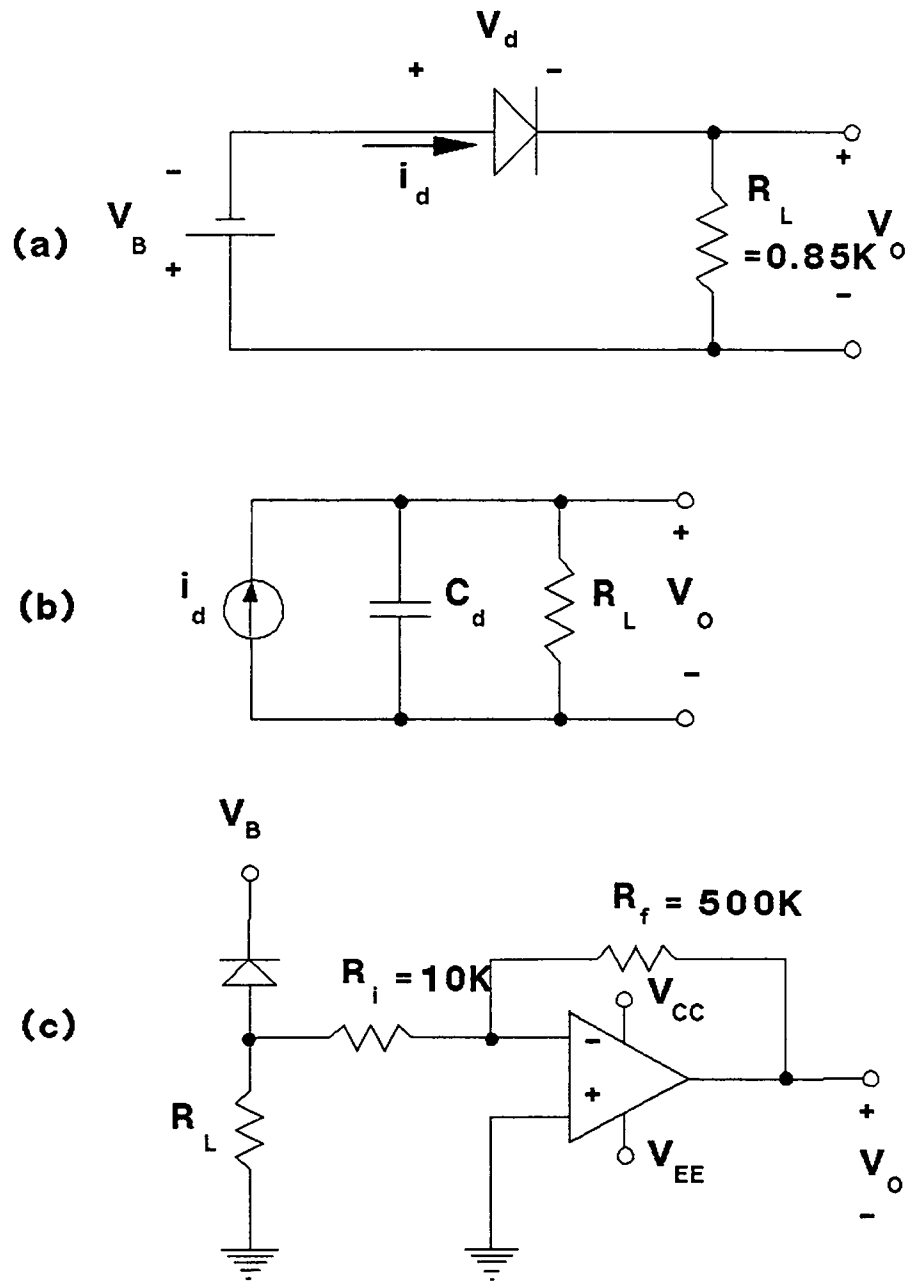 V d
+ -
i d
-
V B
+
(a)
R L
=0.85K
+
V O
-
(b)
i d
C d
R L
+
V O
-
V B
R f = 500K
R i = 10K
V CC
(c)
-
+
R L
V EE
+
V O
-